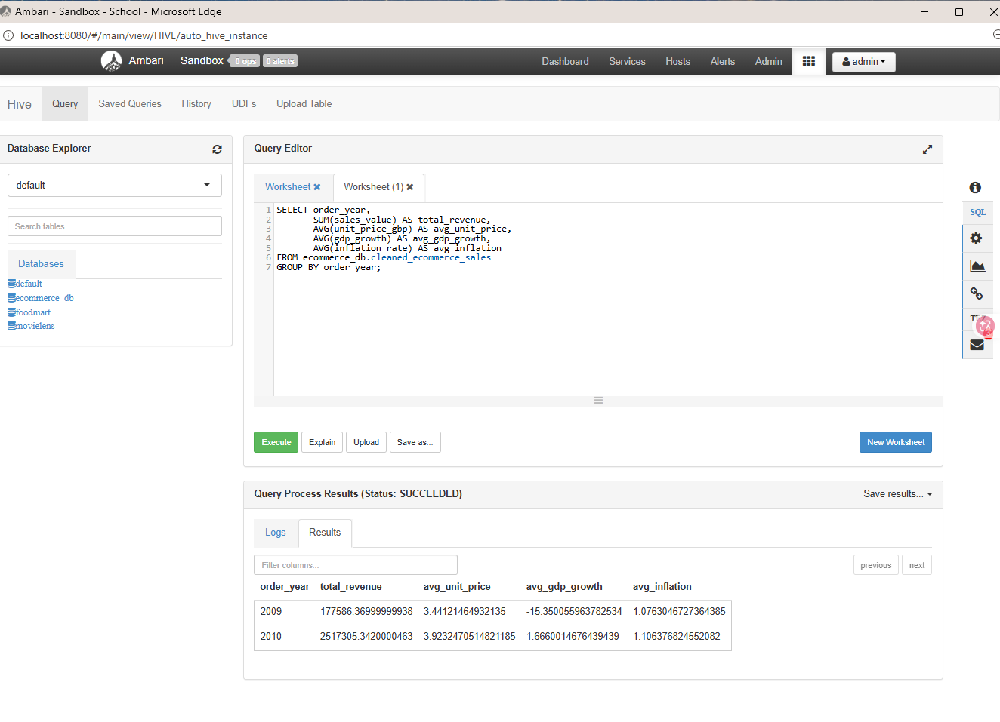 Ambari - Sandbox - School - Microsoft Edge
localhost:8080/#/main/view/HIVE/auto_hive_instance
Ambari Sandbox 0 ops 0 alerts Dashboard Services Hosts Alerts Admin admin
Hive Query Saved Queries History UDFs Upload Table
Database Explorer
default
Search tables...
Databases
default
ecommerce_db
foodmart
movielens
Query Editor
Worksheet Worksheet (1)
1 SELECT order_year,
2 SUM(sales_value) AS total_revenue,
3 AVG(unit_price_gbp) AS avg_unit_price,
4 AVG(gdp_growth) AS avg_gdp_growth,
5 AVG(inflation_rate) AS avg_inflation
6 FROM ecommerce_db.cleaned_ecommerce_sales
7 GROUP BY order_year;
Execute Explain Upload Save as... New Worksheet
SQL
Query Process Results (Status: SUCCEEDED) Save results...
Logs Results
Filter columns... previous next
order_year total_revenue avg_unit_price avg_gdp_growth avg_inflation
2009 177586.36999999938 3.44121464932135 -15.350055963782534 1.0763046727364385
2010 2517305.3420000463 3.9232470514821185 1.6660014676439439 1.106376824552082